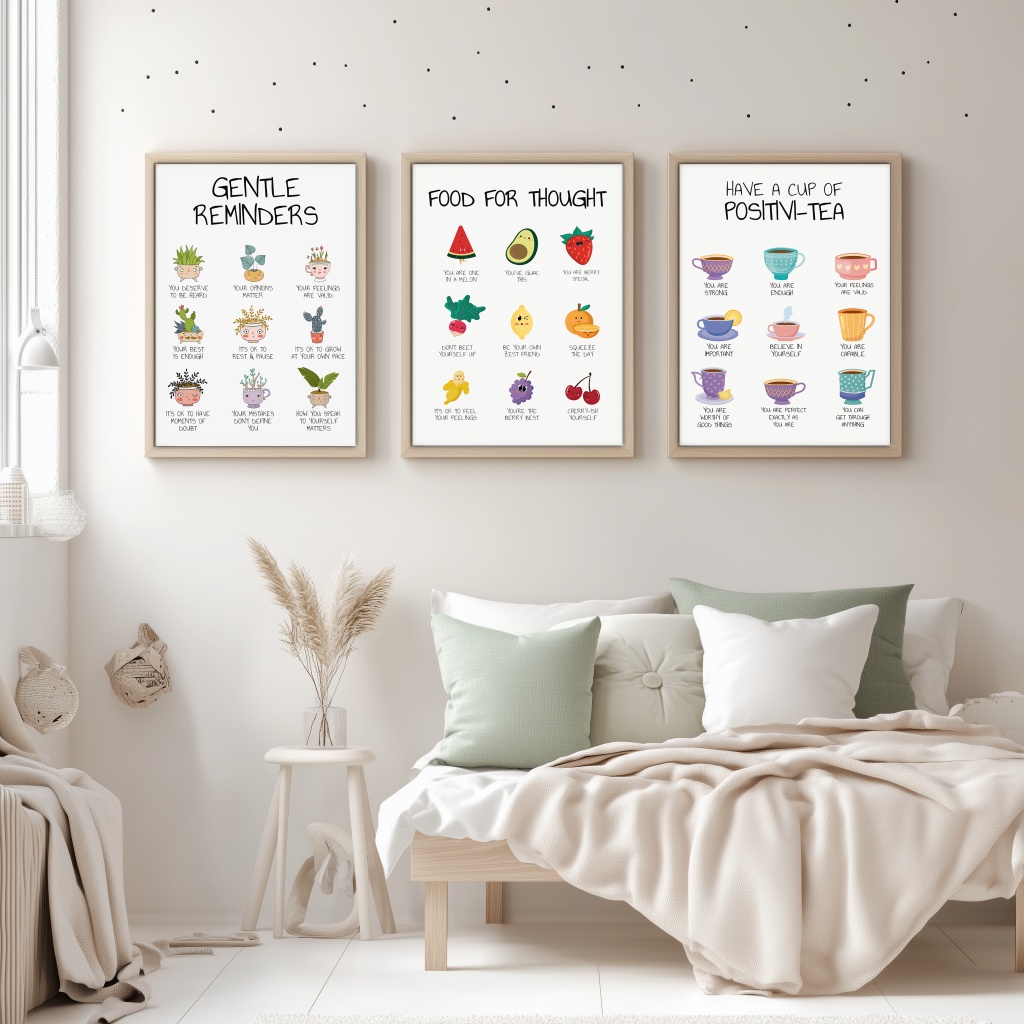 GENTLE
REMINDERS
YOU DESERVE
TO BE HEARD
YOUR OPINIONS
MATTER
YOUR FEELINGS
ARE VALID
YOUR BEST
IS ENOUGH
IT'S OK TO
REST & PAUSE
IT'S OK TO GROW
AT YOUR OWN PACE
IT'S OK TO HAVE
MOMENTS OF
DOUBT
YOUR MISTAKES
DON'T DEFINE
YOU
HOW YOU SPEAK
TO YOURSELF
MATTERS
FOOD FOR THOUGHT
YOU ARE ONE
IN A MELON
YOU'VE GUAC
THIS
YOU ARE BERRY
SPECIAL
DON'T BEET
YOURSELF UP
BE YOUR OWN
ZEST FRIEND
SQUEEZE
THE DAY
IT'S OK TO PEEL
YOUR FEELINGS
YOU'RE THE
BERRY BEST
CHERRY-ISH
YOURSELF
HAVE A CUP OF
POSITIVI-TEA
YOU ARE
STRONG
YOU ARE
ENOUGH
YOUR FEELINGS
ARE VALID
YOU ARE
IMPORTANT
BELIEVE IN
YOURSELF
YOU ARE
CAPABLE
YOU ARE
WORTHY OF
GOOD THINGS
YOU ARE PERFECT
EXACTLY AS
YOU ARE
YOU CAN
GET THROUGH
ANYTHING